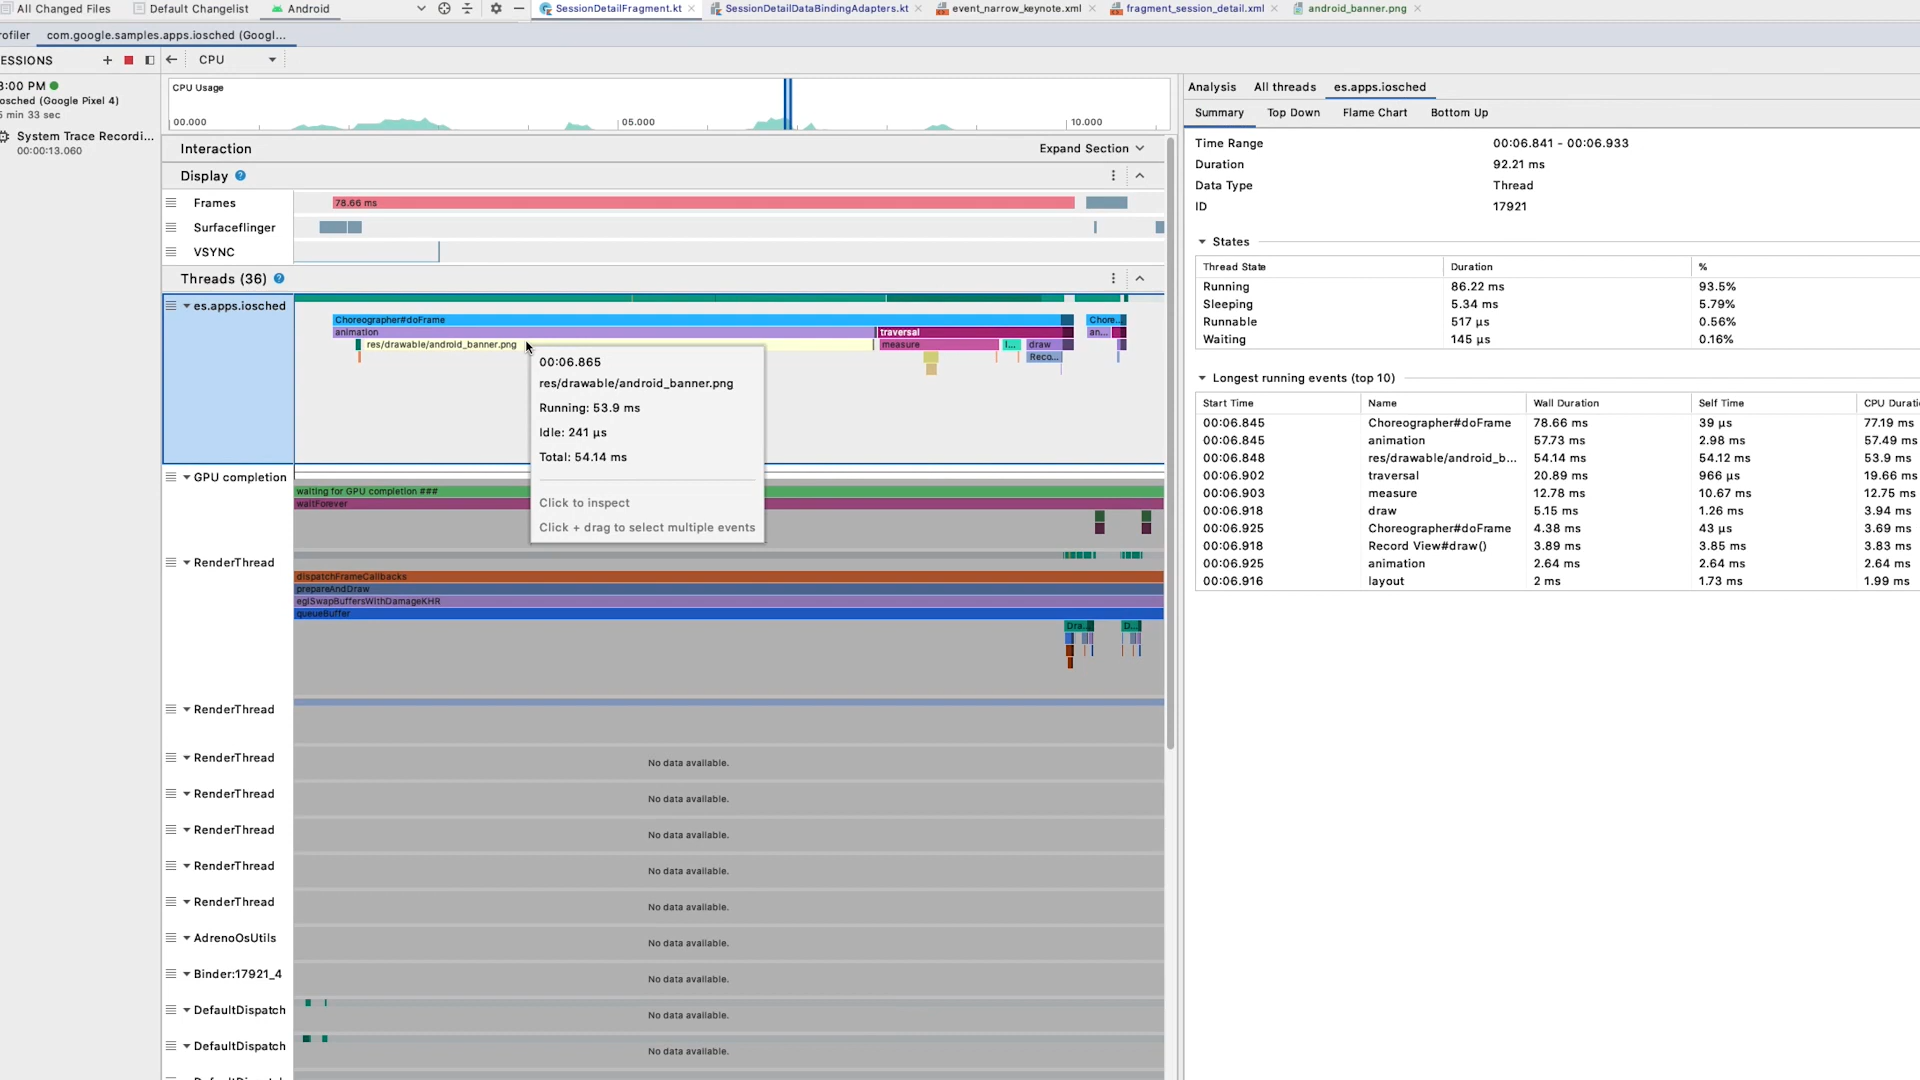 All Changed Files Default Changelist Android SessionDetailFragment.kt SessionDetailDataBindingAdapters.kt event_narrow_keynote.xml fragment_session_detail.xml android_banner.png
rofiler com.google.samples.apps.iosched (Googl...
ESSIONS CPU
3:00 PM
osched (Google Pixel 4)
5 min 33 sec
System Trace Recordi...
00:00:13.060
CPU Usage
00.000 05.000 10.000
Interaction Expand Section
Display
Frames 78.66 ms
Surfaceflinger
VSYNC
Threads (36)
es.apps.iosched
Choreographer#doFrame Chore...
animation traversal an...
res/drawable/android_banner.png measure l... draw
Reco...
00:06.865
res/drawable/android_banner.png
Running: 53.9 ms
Idle: 241 µs
Total: 54.14 ms
Click to inspect
Click + drag to select multiple events
GPU completion
waiting for GPU completion ###
waitForever
RenderThread
dispatchFrameCallbacks
prepareAndDraw
eglSwapBuffersWithDamageKHR
queueBuffer
Dra... D...
RenderThread
RenderThread No data available.
RenderThread No data available.
RenderThread No data available.
RenderThread No data available.
RenderThread No data available.
AdrenoOsUtils No data available.
Binder:17921_4 No data available.
DefaultDispatch No data available.
DefaultDispatch No data available.
Analysis All threads es.apps.iosched
Summary Top Down Flame Chart Bottom Up
Time Range 00:06.841 - 00:06.933
Duration 92.21 ms
Data Type Thread
ID 17921
States
Thread State Duration %
Running 86.22 ms 93.5%
Sleeping 5.34 ms 5.79%
Runnable 517 µs 0.56%
Waiting 145 µs 0.16%
Longest running events (top 10)
Start Time Name Wall Duration Self Time CPU Durati
00:06.845 Choreographer#doFrame 78.66 ms 39 µs 77.19 ms
00:06.845 animation 57.73 ms 2.98 ms 57.49 ms
00:06.848 res/drawable/android_b... 54.14 ms 54.12 ms 53.9 ms
00:06.902 traversal 20.89 ms 966 µs 19.66 ms
00:06.903 measure 12.78 ms 10.67 ms 12.75 ms
00:06.918 draw 5.15 ms 1.26 ms 3.94 ms
00:06.925 Choreographer#doFrame 4.38 ms 43 µs 3.69 ms
00:06.918 Record View#draw() 3.89 ms 3.85 ms 3.83 ms
00:06.925 animation 2.64 ms 2.64 ms 2.64 ms
00:06.916 layout 2 ms 1.73 ms 1.99 ms